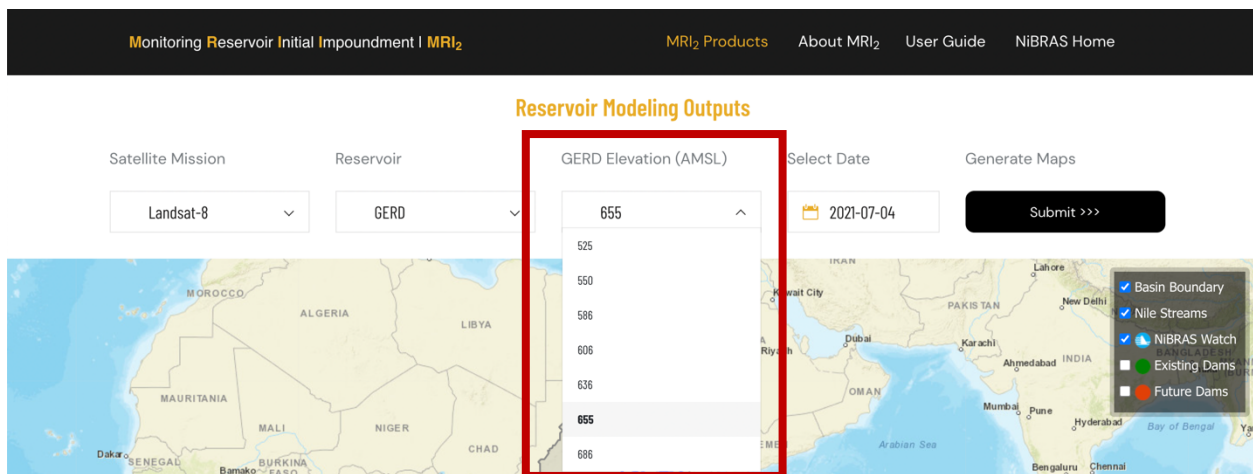 Monitoring Reservoir Initial Impoundment | MRI2
MRI2 Products
About MRI2
User Guide
NiBRAS Home
Reservoir Modeling Outputs
Satellite Mission
Reservoir
GERD Elevation (AMSL)
Select Date
Generate Maps
Landsat-8
GERD
655
2021-07-04
Submit >>>
525
550
586
606
636
655
686
MOROCCO
ALGERIA
LIBYA
MAURITANIA
MALI
NIGER
CHAD
Dakar
SENEGAL
Bamako
BURKINA
FASO
IRAN
Lahore
wait City
PAKISTAN
New Delhi
Dubai
Karachi
Ahmedabad
INDIA
OMAN
Mumbai
Pune
Hyderabad
Bay of Bengal
Arabian Sea
Bengaluru
Chennai
Basin Boundary
Nile Streams
NiBRAS Watch
Existing Dams
Future Dams